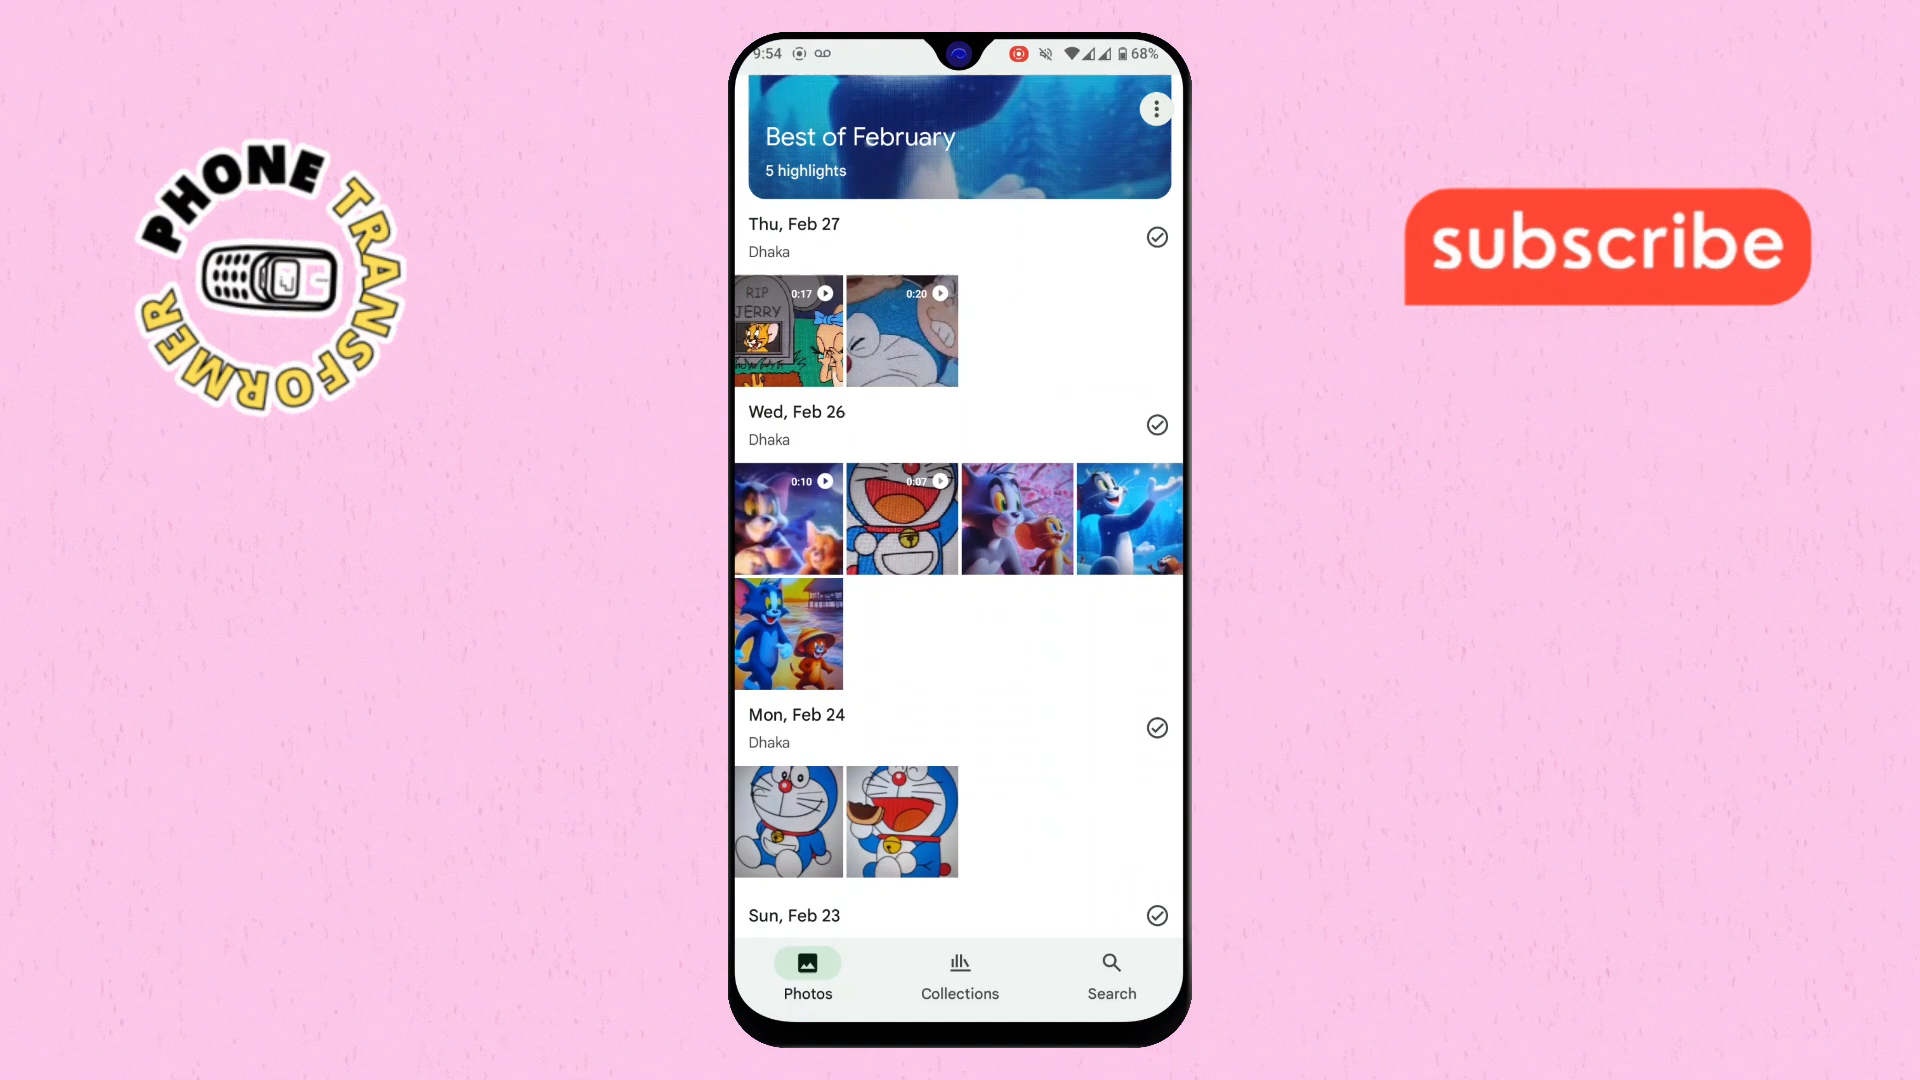 PHONE TRANSFORMER
subscribe
9:54
68%
Best of February
5 highlights
Thu, Feb 27
Dhaka
0:17
0:20
RIP
JERRY
Wed, Feb 26
Dhaka
0:10
0:07
Mon, Feb 24
Dhaka
Sun, Feb 23
Photos
Collections
Search